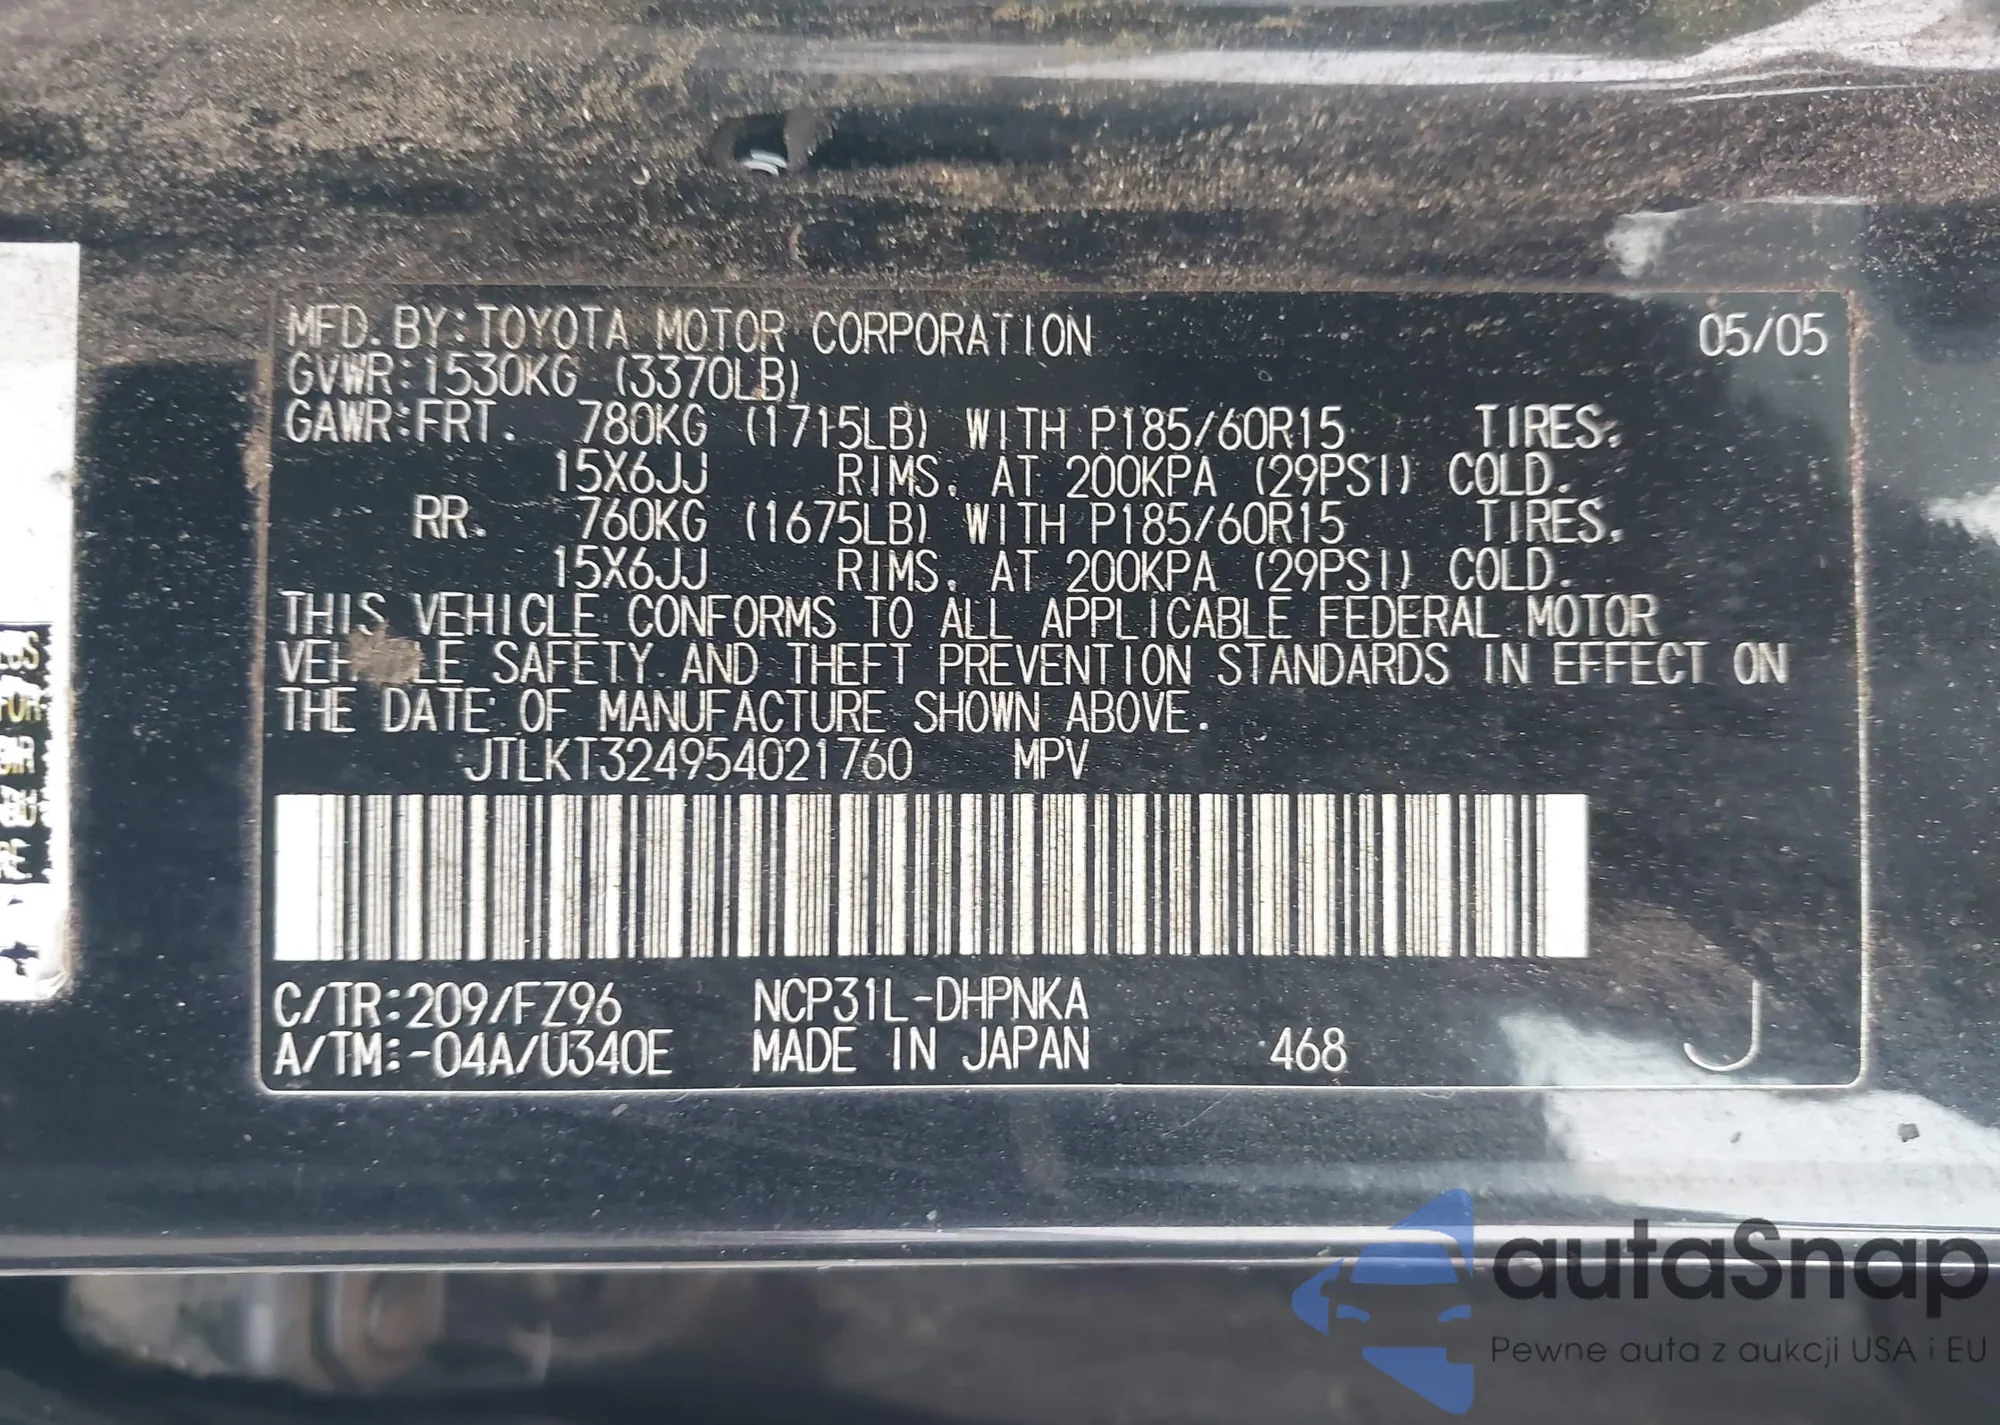 MFD. BY:TOYOTA MOTOR CORPORATION 05/05
GVWR:1530KG (3370LB)
GAWR:FRT. 780KG (1715LB) WITH P185/60R15 TIRES.
15X6JJ RIMS. AT 200KPA (29PSI) COLD.
RR. 760KG (1675LB) WITH P185/60R15 TIRES.
15X6JJ RIMS. AT 200KPA (29PSI) COLD.
THIS VEHICLE CONFORMS TO ALL APPLICABLE FEDERAL MOTOR
VEHICLE SAFETY AND THEFT PREVENTION STANDARDS IN EFFECT ON
THE DATE OF MANUFACTURE SHOWN ABOVE.
JTLKT324954021760 MPV
C/TR:209/FZ96 NCP31L-DHPNKA
A/TM:-04A/U340E MADE IN JAPAN 468 J
autaSnap
Pewne auta z aukcji USA i EU